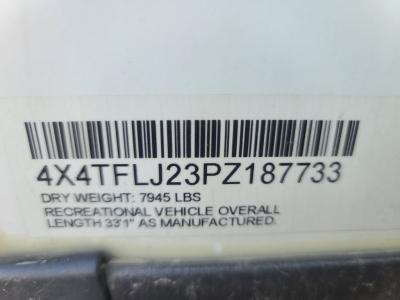 4X4TFLJ23PZ187733
DRY WEIGHT: 7945 LBS
RECREATIONAL VEHICLE OVERALL
LENGTH 33'1" AS MANUFACTURED.